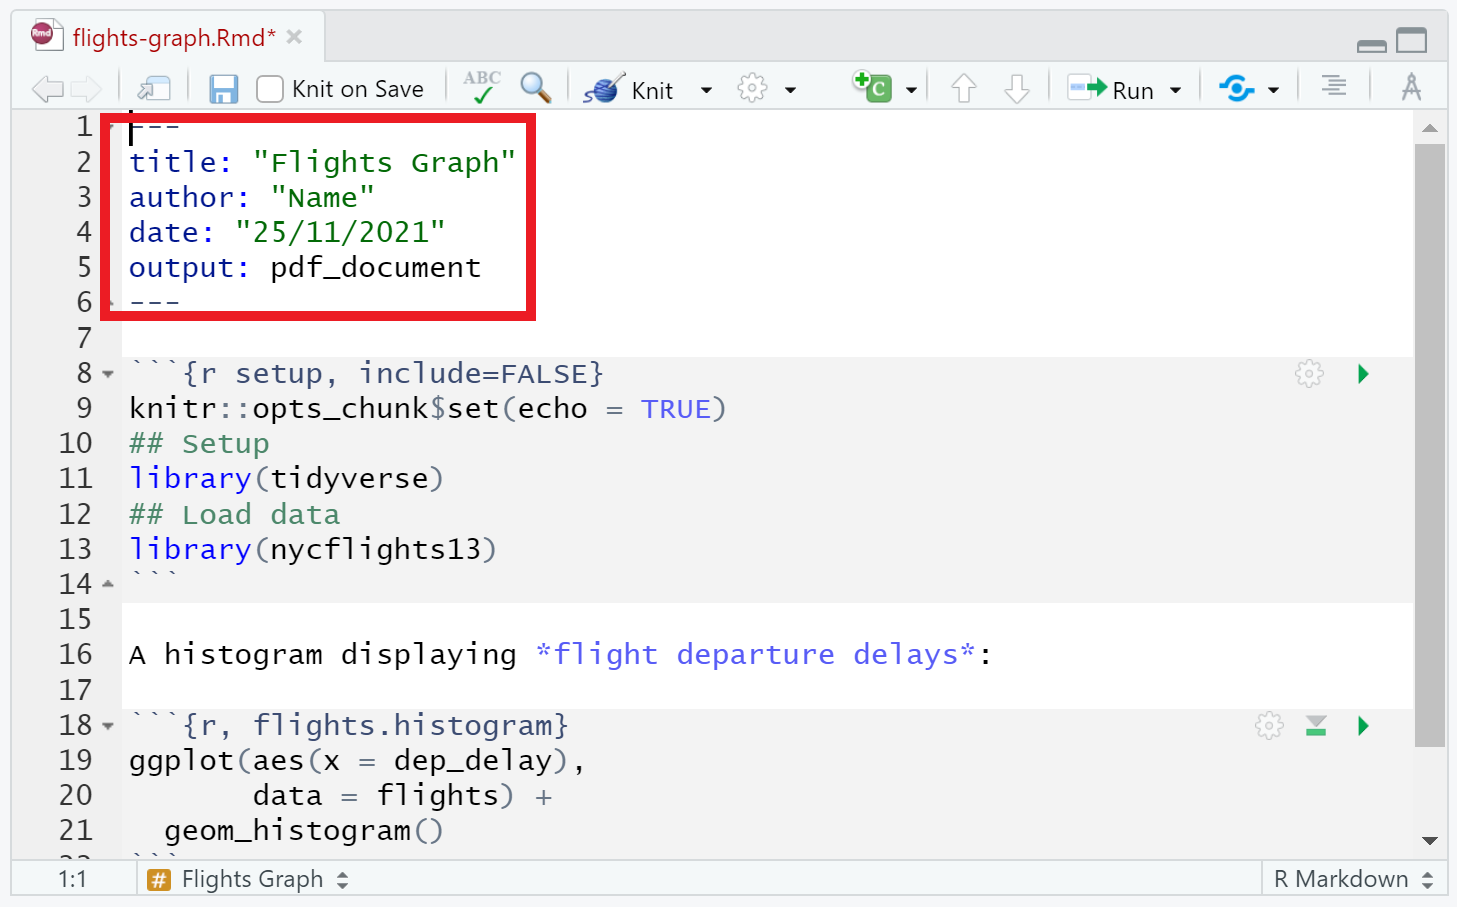 Rmd flights-graph.Rmd*
Knit on Save ABC Knit C Run
1 ---
2 title: "Flights Graph"
3 author: "Name"
4 date: "25/11/2021"
5 output: pdf_document
6 ---
7
8 ```{r setup, include=FALSE}
9 knitr::opts_chunk$set(echo = TRUE)
10 ## Setup
11 library(tidyverse)
12 ## Load data
13 library(nycflights13)
14 ```
15
16 A histogram displaying *flight departure delays*:
17
18 ```{r, flights.histogram}
19 ggplot(aes(x = dep_delay),
20 data = flights) +
21 geom_histogram()
```
1:1 # Flights Graph R Markdown